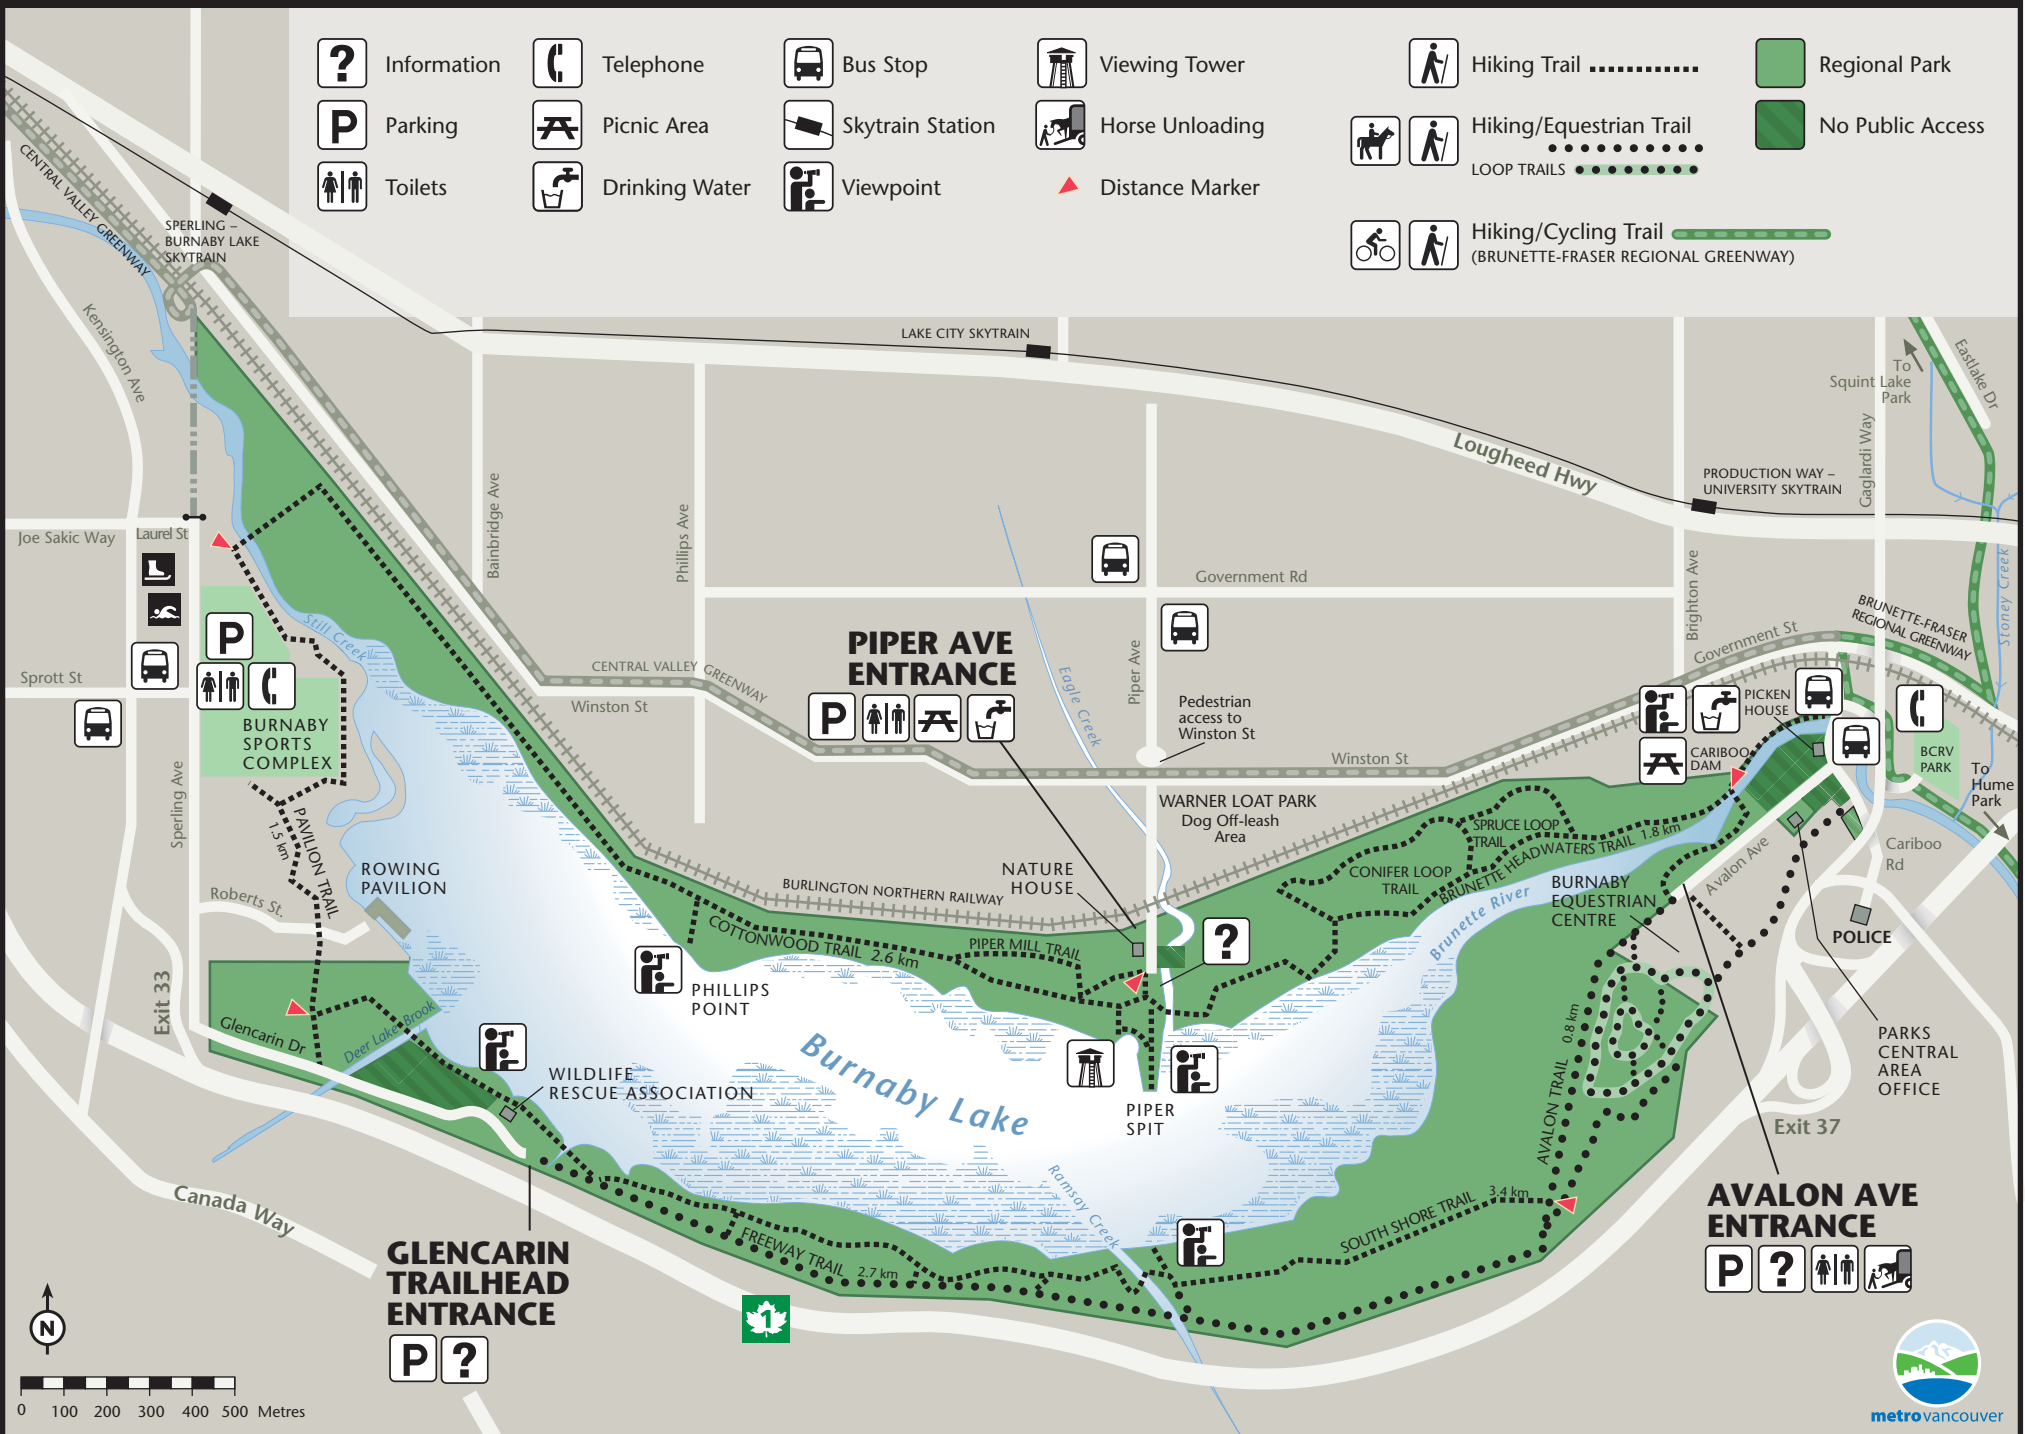 Information
Telephone
Bus Stop
Viewing Tower
Hiking Trail
Regional Park
P
Parking
Picnic Area
Skytrain Station
Horse Unloading
Hiking/Equestrian Trail
LOOP TRAILS
No Public Access
Toilets
Drinking Water
Viewpoint
Distance Marker
Hiking/Cycling Trail
(BRUNETTE-FRASER REGIONAL GREENWAY)
CENTRAL VALLEY GREENWAY
SPERLING –
BURNABY LAKE
SKYTRAIN
Kensington Ave
LAKE CITY SKYTRAIN
Lougheed Hwy
PRODUCTION WAY –
UNIVERSITY SKYTRAIN
To
Squint Lake
Park
Eastlake Dr
Gaglardi Way
Stoney Creek
Joe Sakic Way
Laurel St
Bainbridge Ave
Phillips Ave
Government Rd
Brighton Ave
Piper Ave
Eagle Creek
Still Creek
Sprott St
P
BURNABY
SPORTS
COMPLEX
Sperling Ave
CENTRAL VALLEY GREENWAY
Winston St
PIPER AVE
ENTRANCE
P
Pedestrian
access to
Winston St
Winston St
Government St
BRUNETTE-FRASER
REGIONAL GREENWAY
PICKEN
HOUSE
CARIBOO
DAM
BCRV
PARK
To
Hume
Park
Cariboo
Rd
WARNER LOAT PARK
Dog Off-leash
Area
PAVILION TRAIL
1.5 km
ROWING
PAVILION
Roberts St.
NATURE
HOUSE
BURLINGTON NORTHERN RAILWAY
COTTONWOOD TRAIL 2.6 km
PIPER MILL TRAIL
SPRUCE LOOP
TRAIL
CONIFER LOOP
TRAIL
BRUNETTE HEADWATERS TRAIL 1.8 km
Brunette River
BURNABY
EQUESTRIAN
CENTRE
Avalon Ave
POLICE
PHILLIPS
POINT
Exit 33
Glencarin Dr
Deer Lake Brook
WILDLIFE
RESCUE ASSOCIATION
Burnaby Lake
PIPER
SPIT
AVALON TRAIL 0.8 km
PARKS
CENTRAL
AREA
OFFICE
Exit 37
Ramsay Creek
Canada Way
FREEWAY TRAIL 2.7 km
SOUTH SHORE TRAIL 3.4 km
AVALON AVE
ENTRANCE
P ?
GLENCARIN
TRAILHEAD
ENTRANCE
P ?
1
N
0 100 200 300 400 500 Metres
metrovancouver